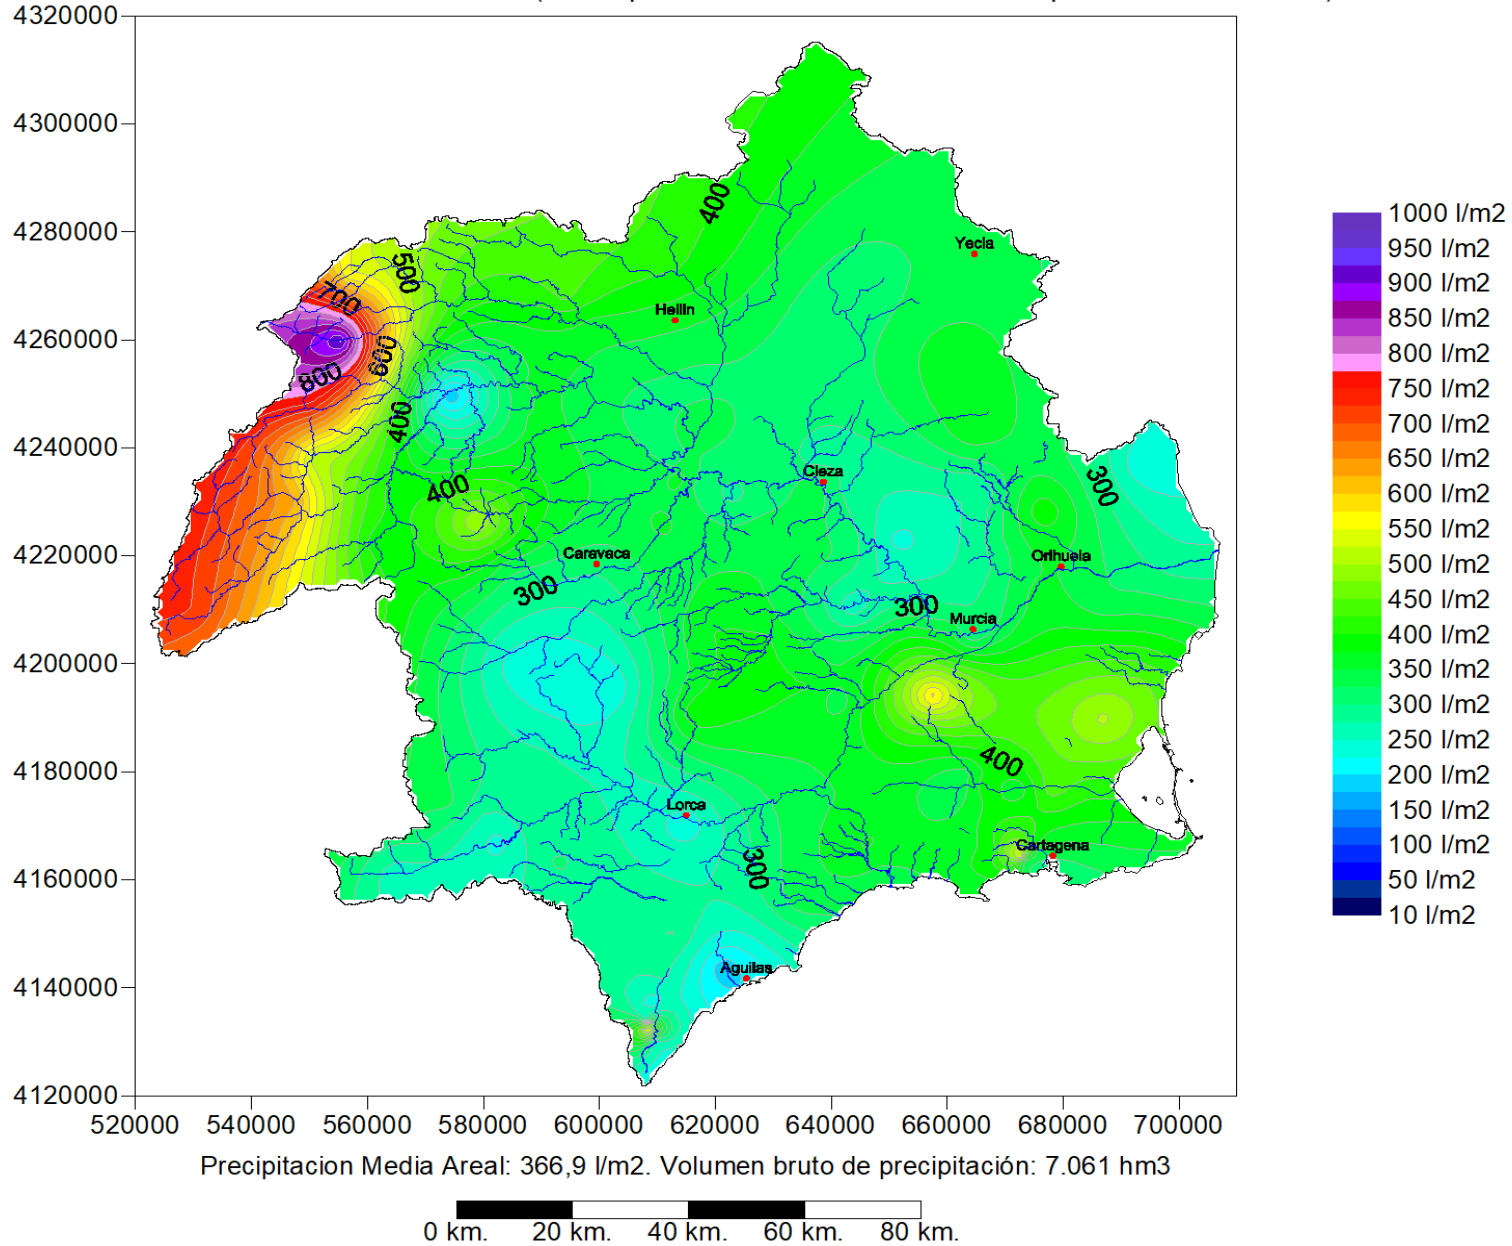 4320000
4300000
4280000
4260000
4240000
4220000
4200000
4180000
4160000
4140000
4120000
520000 540000 560000 580000 600000 620000 640000 660000 680000 700000
400
Yecla
500
700
Hellin
600
800
400
400
Cieza
300
Caravaca
Orihuela
300
300
Murcia
400
Lorca
300
Cartagena
Aguilas
1000 l/m2
950 l/m2
900 l/m2
850 l/m2
800 l/m2
750 l/m2
700 l/m2
650 l/m2
600 l/m2
550 l/m2
500 l/m2
450 l/m2
400 l/m2
350 l/m2
300 l/m2
250 l/m2
200 l/m2
150 l/m2
100 l/m2
50 l/m2
10 l/m2
Precipitacion Media Areal: 366,9 l/m2. Volumen bruto de precipitación: 7.061 hm3
0 km. 20 km. 40 km. 60 km. 80 km.